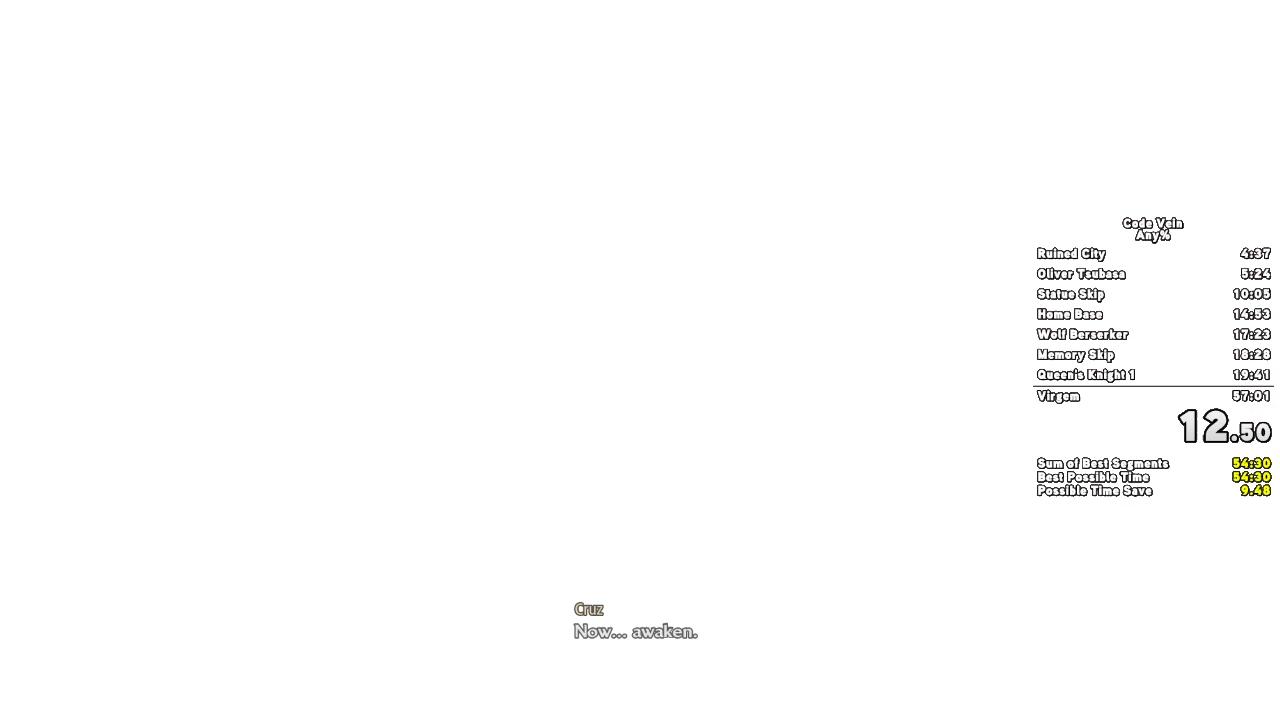 Code Vein
Any%
Ruined City 4:37
Oliver Tsubasa 5:24
Statue Skip 10:05
Home Base 14:53
Wolf Berserker 17:23
Memory Skip 18:28
Queen's Knight 1 19:41
Virgem 57:01
12.50
Sum of Best Segments 54:30
Best Possible Time 54:30
Possible Time Save 9.48
Cruz
Now... awaken.